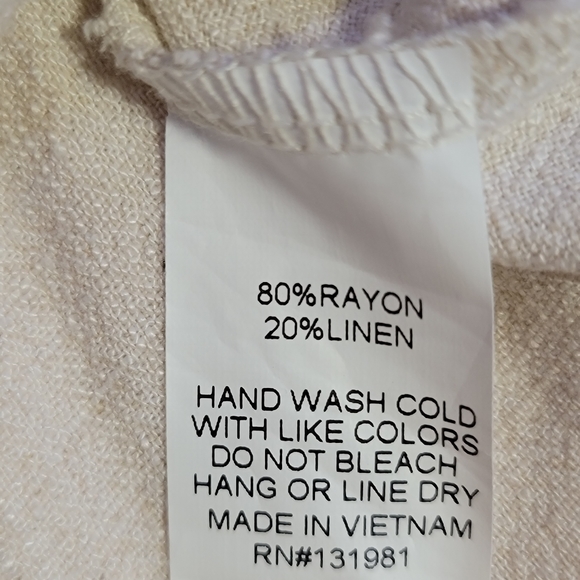 80%RAYON
20%LINEN
HAND WASH COLD
WITH LIKE COLORS
DO NOT BLEACH
HANG OR LINE DRY
MADE IN VIETNAM
RN#131981